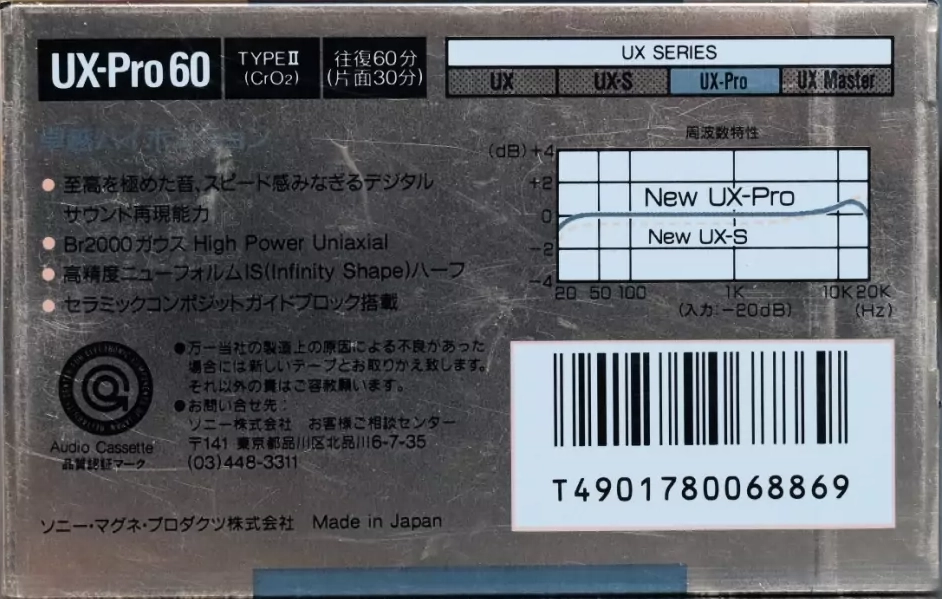 UX-Pro 60
TYPE II
(CrO2)
往復60分
(片面30分)
UX SERIES
UX
UX-S
UX-Pro
UX Master
卓越ハイポジション
● 至高を極めた音、スピード感みなぎるデジタル
サウンド再現能力
● Br2000ガウス High Power Uniaxial
● 高精度ニューフォルムIS(Infinity Shape)ハーフ
● セラミックコンポジットガイドブロック搭載
周波数特性
(dB) +4
+2
0
−2
−4
New UX-Pro
New UX-S
20 50 100 1K 10K 20K
(入力:−20dB) (Hz)
Audio Cassette
品質認証マーク
●万一当社の製造上の原因による不良があった
場合には新しいテープとお取りかえ致します。
それ以外の責はご容赦願います。
●お問い合せ先:
ソニー株式会社 お客様ご相談センター
〒141 東京都品川区北品川6-7-35
(03)448-3311
ソニー・マグネ・プロダクツ株式会社 Made in Japan
T4901780068869